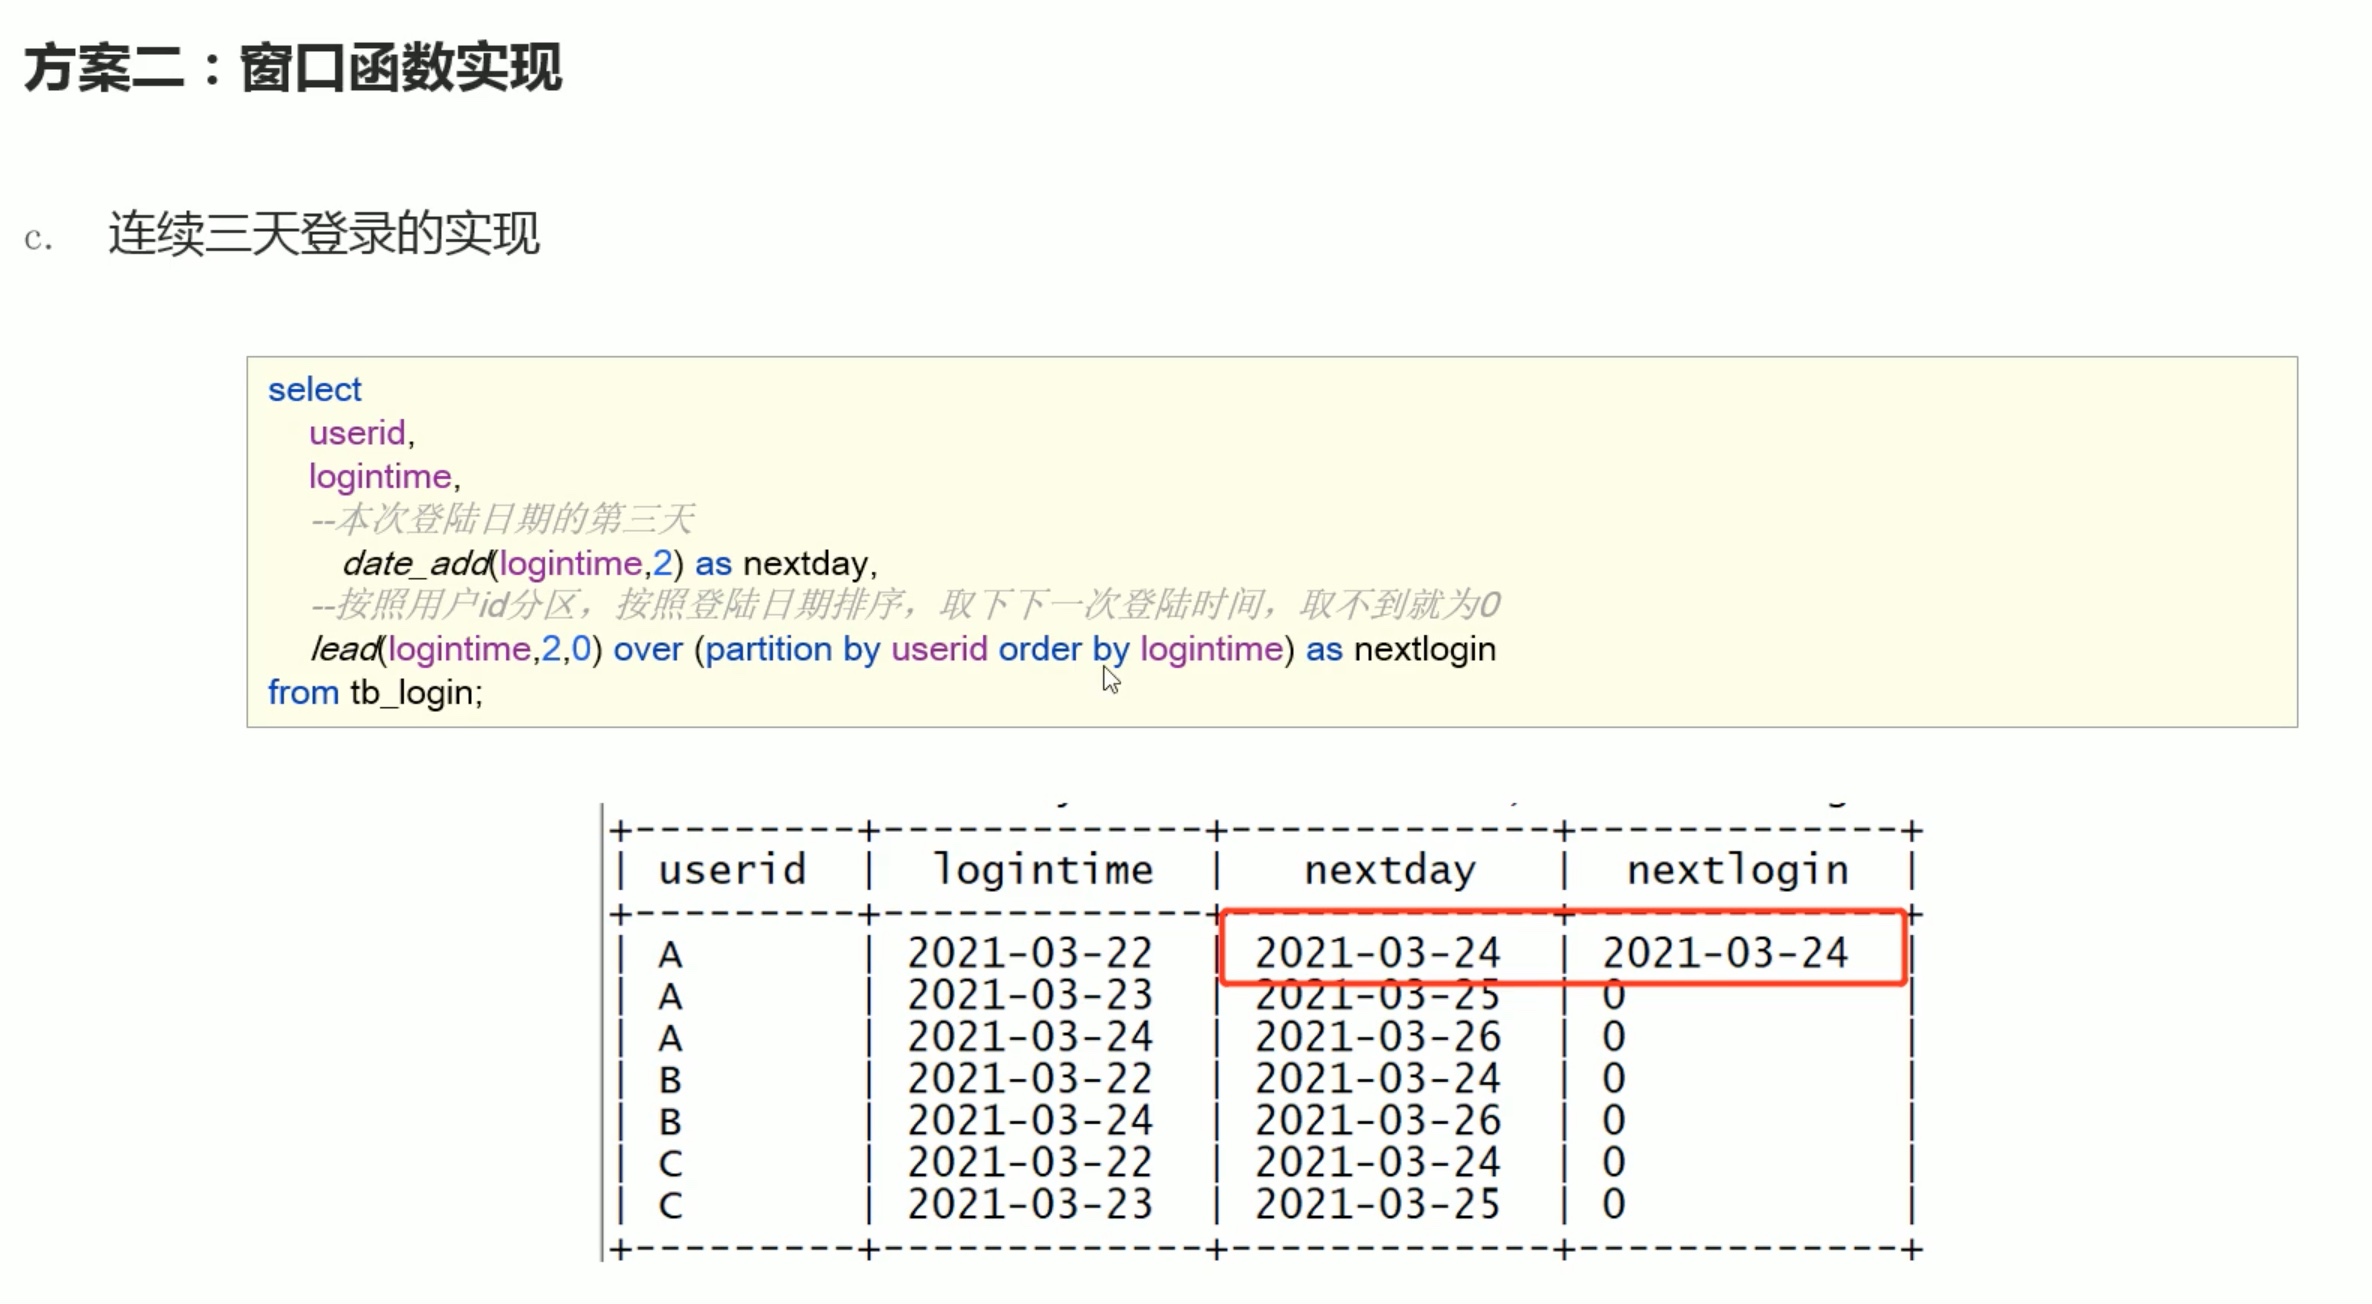 方案二：窗口函数实现
c. 连续三天登录的实现
select
userid,
logintime,
--本次登陆日期的第三天
date_add(logintime,2) as nextday,
--按照用户id分区，按照登陆日期排序，取下下一次登陆时间，取不到就为0
lead(logintime,2,0) over (partition by userid order by logintime) as nextlogin
from tb_login;
+---------+-------------+-------------+-------------+
| userid | logintime | nextday | nextlogin |
+---------+-------------+-------------+-------------+
| A | 2021-03-22 | 2021-03-24 | 2021-03-24 |
| A | 2021-03-23 | 2021-03-25 | 0 |
| A | 2021-03-24 | 2021-03-26 | 0 |
| B | 2021-03-22 | 2021-03-24 | 0 |
| B | 2021-03-24 | 2021-03-26 | 0 |
| C | 2021-03-22 | 2021-03-24 | 0 |
| C | 2021-03-23 | 2021-03-25 | 0 |
+---------+-------------+-------------+-------------+